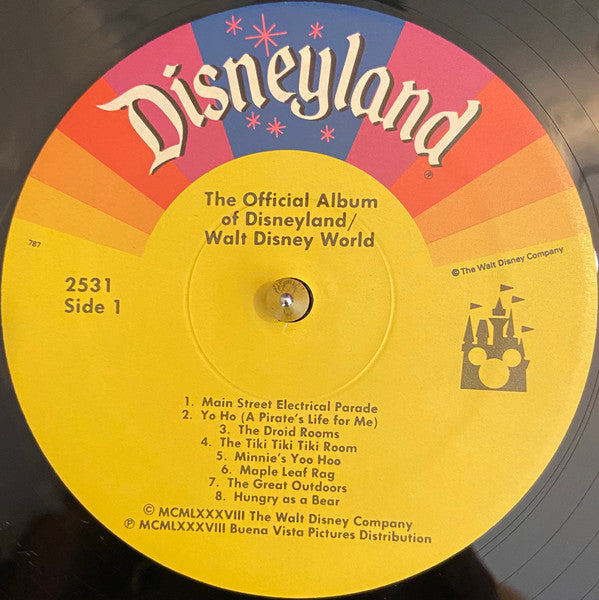 Disneyland
®
The Official Album
of Disneyland/
Walt Disney World
787
© The Walt Disney Company
2531
Side 1
1. Main Street Electrical Parade
2. Yo Ho (A Pirate's Life for Me)
3. The Droid Rooms
4. The Tiki Tiki Tiki Room
5. Minnie's Yoo Hoo
6. Maple Leaf Rag
7. The Great Outdoors
8. Hungry as a Bear
© MCMLXXXVIII The Walt Disney Company
℗ MCMLXXXVIII Buena Vista Pictures Distribution